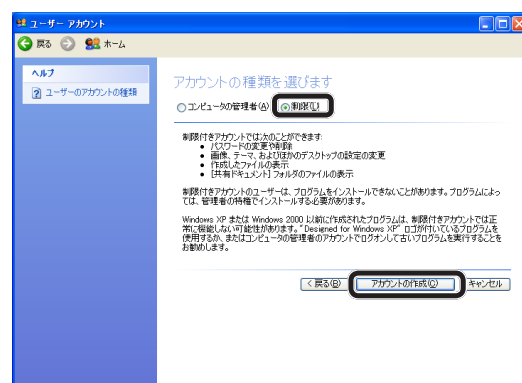 ユーザー アカウント
戻る ホーム
ヘルプ
ユーザーのアカウントの種類
アカウントの種類を選びます
コンピュータの管理者(A) 制限(L)
制限付きアカウントでは次のことができます:
• パスワードの変更や削除
• 画像、テーマ、およびほかのデスクトップの設定の変更
• 作成したファイルの表示
• [共有ドキュメント] フォルダのファイルの表示
制限付きアカウントのユーザーは、プログラムをインストールできないことがあります。プログラムによっ
ては、管理者の特権でインストールする必要があります。
Windows XP または Windows 2000 以前に作成されたプログラムは、制限付きアカウントでは正
常に機能しない可能性があります。"Designed for Windows XP" ロゴが付いているプログラムを
使用するか、またはコンピュータの管理者のアカウントでログオンして古いプログラムを実行することを
お勧めします。
< 戻る(B) アカウントの作成(C) キャンセル